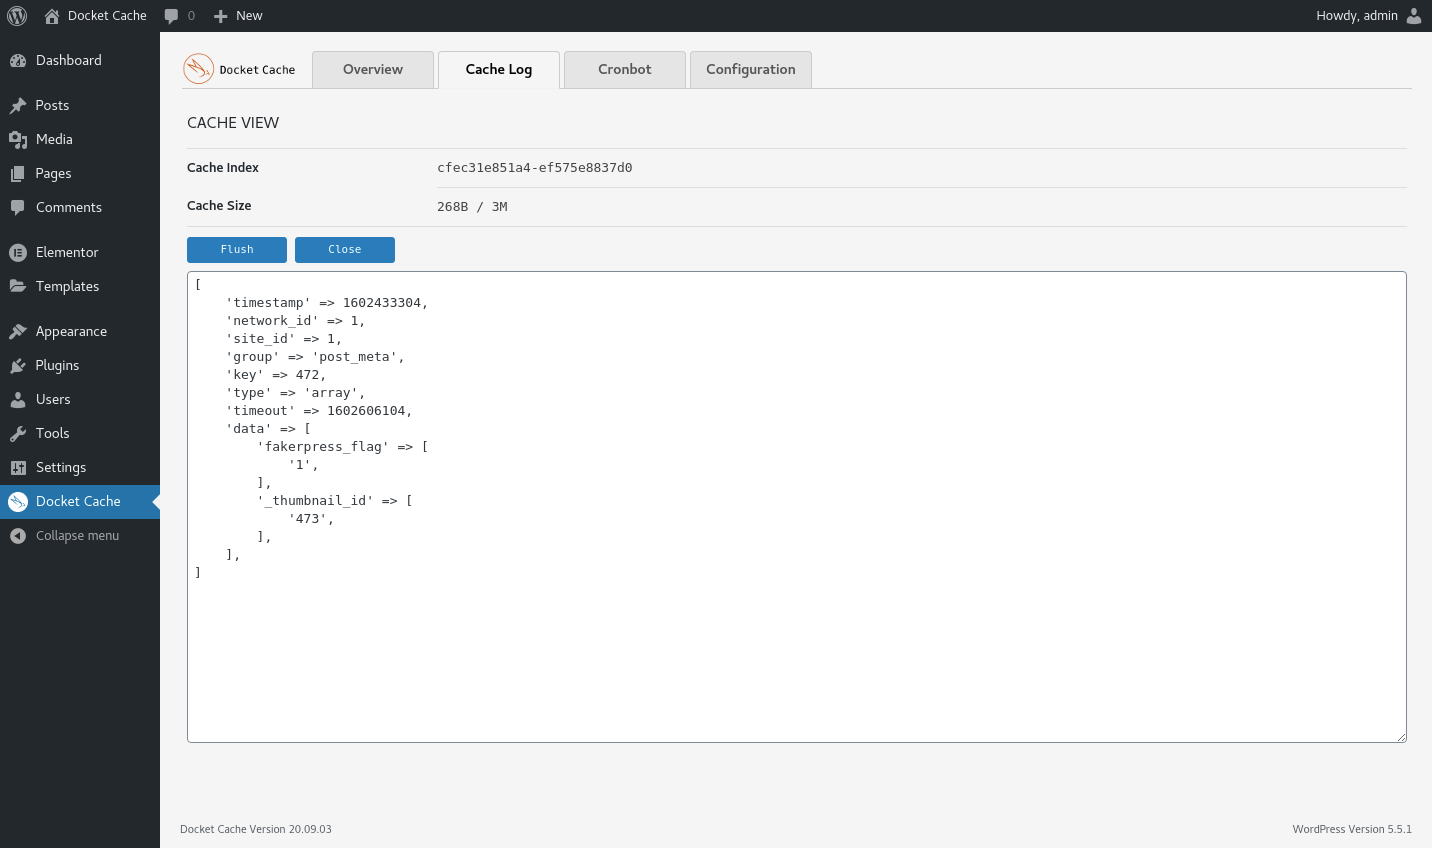 Docket Cache 0 New Howdy, admin
Dashboard
Posts
Media
Pages
Comments
Elementor
Templates
Appearance
Plugins
Users
Tools
Settings
Docket Cache
Collapse menu
Docket Cache Overview Cache Log Cronbot Configuration
CACHE VIEW
Cache Index cfec31e851a4-ef575e8837d0
Cache Size 268B / 3M
Flush Close
[
    'timestamp' => 1602433304,
    'network_id' => 1,
    'site_id' => 1,
    'group' => 'post_meta',
    'key' => 472,
    'type' => 'array',
    'timeout' => 1602606104,
    'data' => [
        'fakerpress_flag' => [
            '1',
        ],
        '_thumbnail_id' => [
            '473',
        ],
    ],
]
Docket Cache Version 20.09.03 WordPress Version 5.5.1